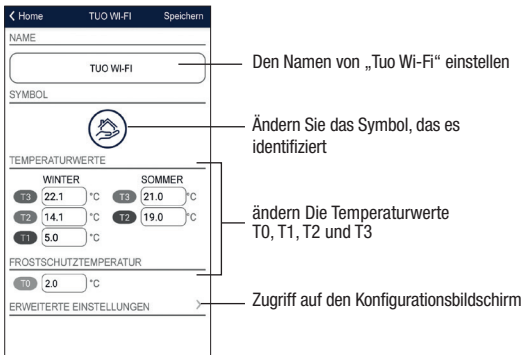 Home TUO WI-FI Speichern
NAME
TUO WI-FI
Den Namen von „Tuo Wi-Fi“ einstellen
SYMBOL
Ändern Sie das Symbol, das es
identifiziert
TEMPERATURWERTE
WINTER SOMMER
T3 22.1 °C T3 21.0 °C
T2 14.1 °C T2 19.0 °C
T1 5.0 °C
ändern Die Temperaturwerte
T0, T1, T2 und T3
FROSTSCHUTZTEMPERATUR
T0 2.0 °C
ERWEITERTE EINSTELLUNGEN
Zugriff auf den Konfigurationsbildschirm